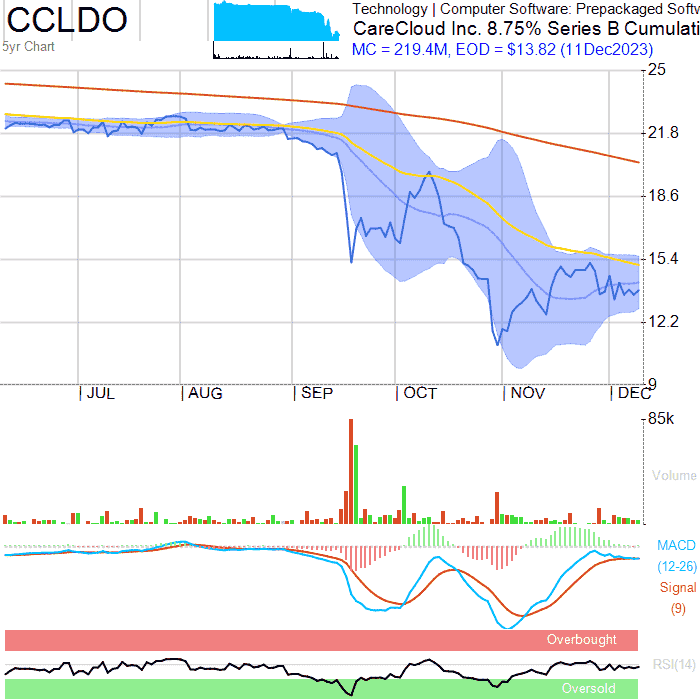 CCLDO
5yr Chart
Technology | Computer Software: Prepackaged Softw
CareCloud Inc. 8.75% Series B Cumulati
MC = 219.4M, EOD = $13.82 (11Dec2023)
25
21.8
18.6
15.4
12.2
9
JUL
AUG
SEP
OCT
NOV
DEC
85k
Volume
MACD
(12-26)
Signal
(9)
Overbought
RSI(14)
Oversold